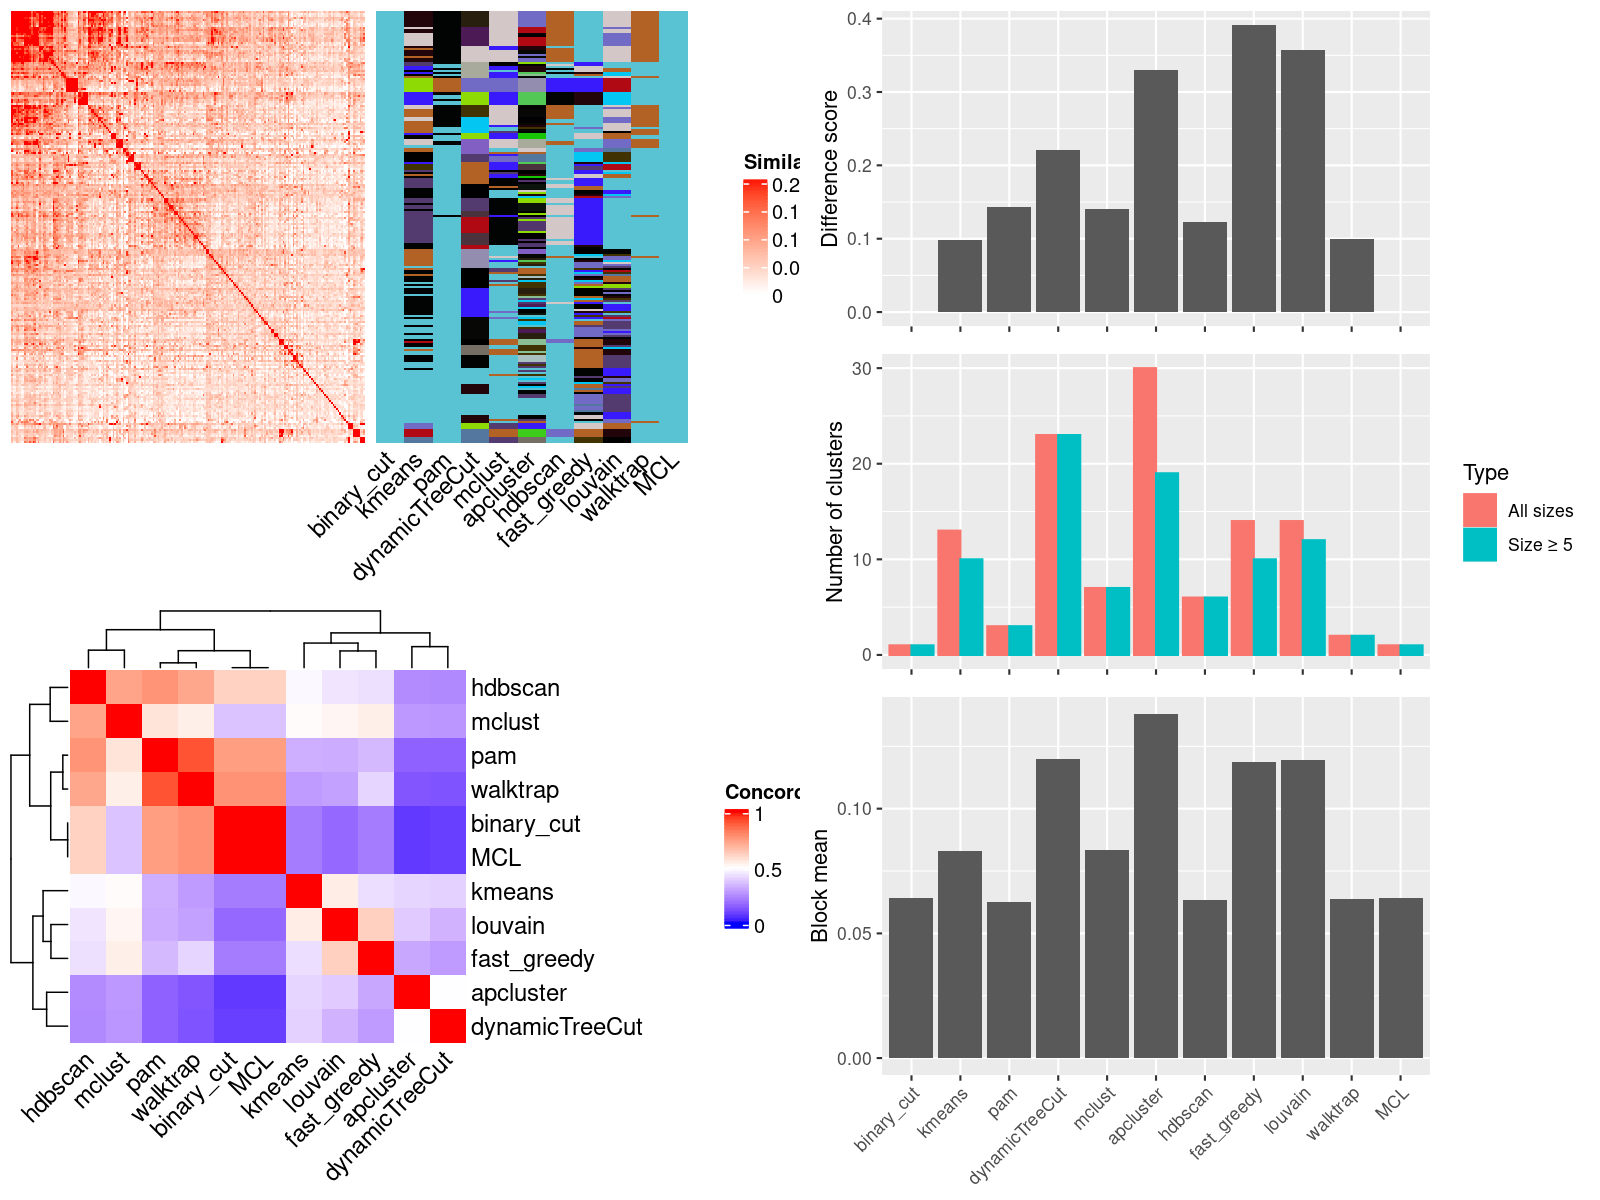 Simila
0.2
0.1
0.1
0.0
0
binary_cut
kmeans
pam
dynamicTreeCut
mclust
apcluster
hdbscan
fast_greedy
louvain
walktrap
MCL
hdbscan
mclust
pam
walktrap
binary_cut
MCL
kmeans
louvain
fast_greedy
apcluster
dynamicTreeCut
Concord
1
0.5
0
hdbscan
mclust
pam
walktrap
binary_cut
MCL
kmeans
louvain
fast_greedy
apcluster
dynamicTreeCut
Difference score
0.4
0.3
0.2
0.1
0.0
Number of clusters
30
20
10
0
Type
All sizes
Size ≥ 5
Block mean
0.10
0.05
0.00
binary_cut
kmeans
pam
dynamicTreeCut
mclust
apcluster
hdbscan
fast_greedy
louvain
walktrap
MCL